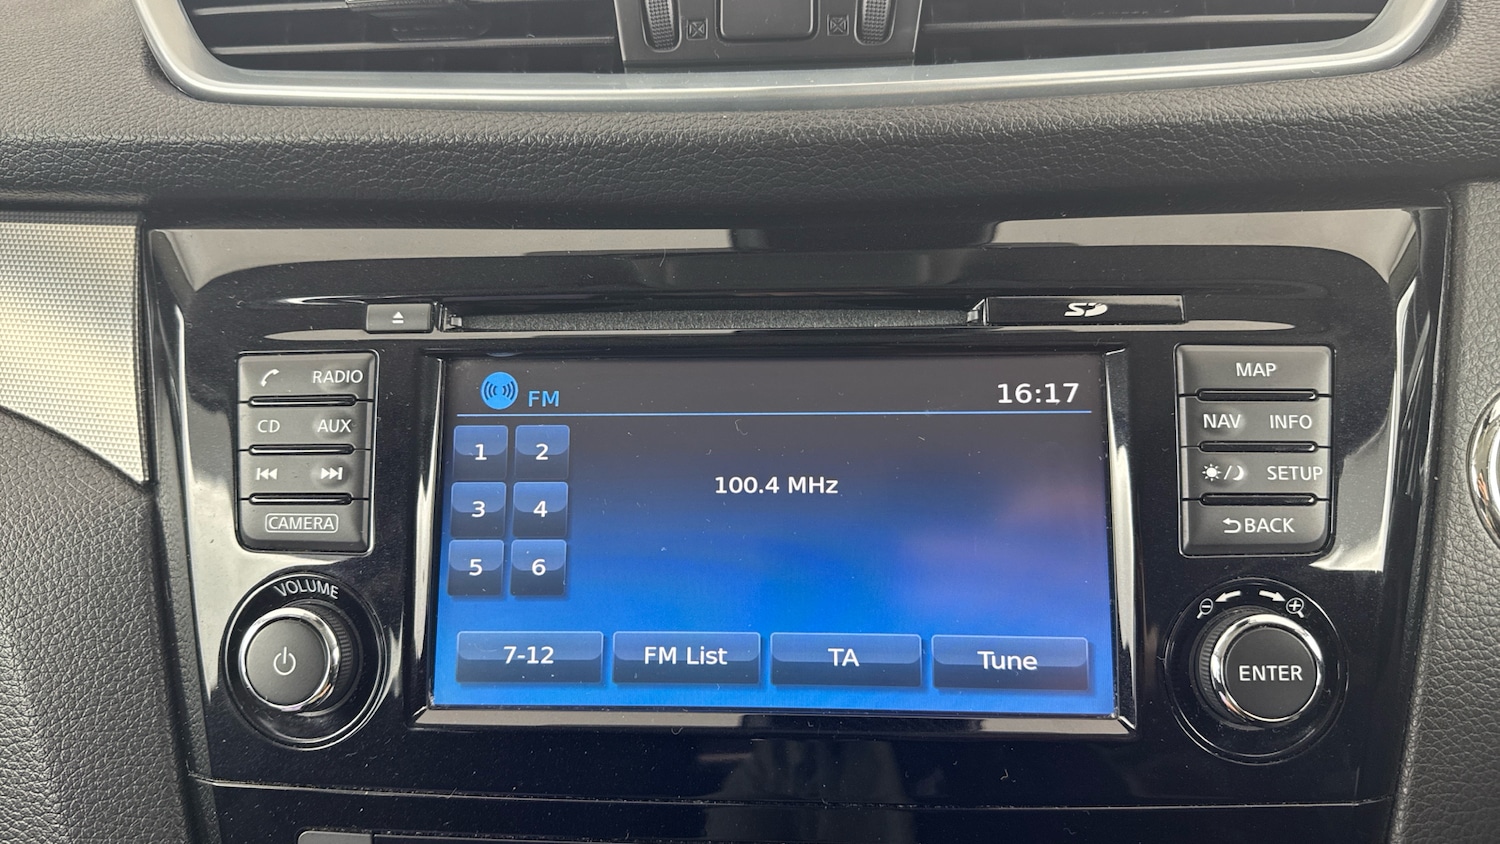 SD
RADIO
CD AUX
CAMERA
VOLUME
FM
16:17
1 2
3 4
5 6
100.4 MHz
7-12 FM List TA Tune
MAP
NAV INFO
SETUP
BACK
ENTER